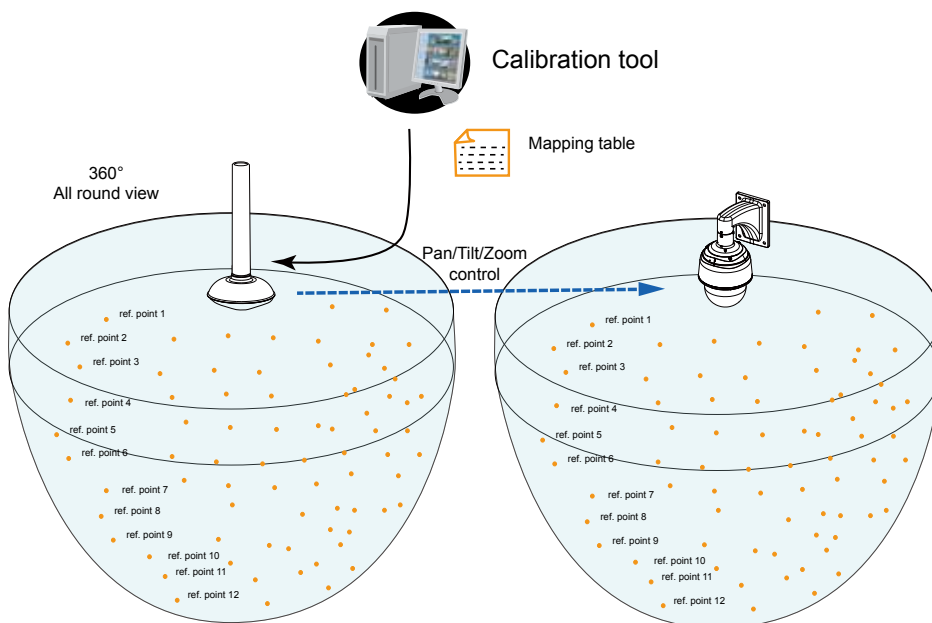 Calibration tool
Mapping table
360°
All round view
Pan/Tilt/Zoom
control
ref. point 1
ref. point 2
ref. point 3
ref. point 4
ref. point 5
ref. point 6
ref. point 7
ref. point 8
ref. point 9
ref. point 10
ref. point 11
ref. point 12
ref. point 1
ref. point 2
ref. point 3
ref. point 4
ref. point 5
ref. point 6
ref. point 7
ref. point 8
ref. point 9
ref. point 10
ref. point 11
ref. point 12